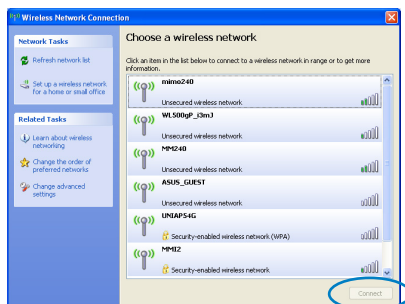 Wireless Network Connection
Network Tasks
Refresh network list
Set up a wireless network
for a home or small office
Related Tasks
Learn about wireless
networking
Change the order of
preferred networks
Change advanced
settings
Choose a wireless network
Click an item in the list below to connect to a wireless network in range or to get more
information.
mimo240
Unsecured wireless network
WL500gP_i3mJ
Unsecured wireless network
MM240
Unsecured wireless network
ASUS_GUEST
Unsecured wireless network
UNIAP54G
Security-enabled wireless network (WPA)
MMI2
Security-enabled wireless network
Connect